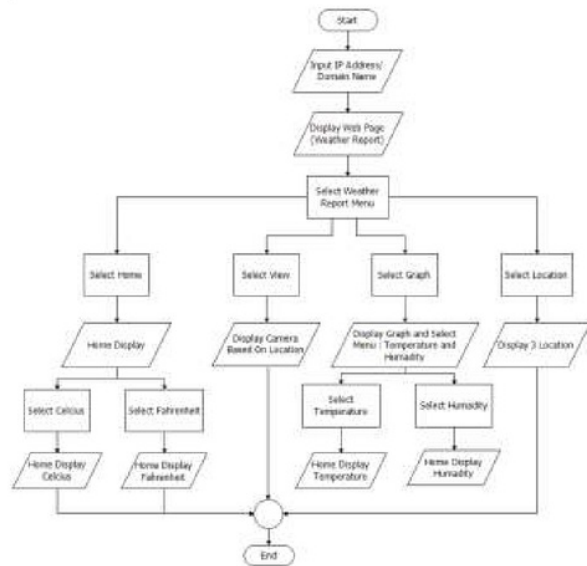 Start
Input IP Address/
Domain Name
Display Web Page
(Weather Report)
Select Weather
Report Menu
Select Home
Select View
Select Graph
Select Location
Home Display
Display Camera
Based On Location
Display Graph and Select
Menu : Temperature and
Humadity
Display 3 Location
Select Celcius
Select Fahrenheit
Select
Temperature
Select Humadity
Home Display
Celcius
Home Display
Fahrenheit
Home Display
Temperature
Home Display
Humadity
End